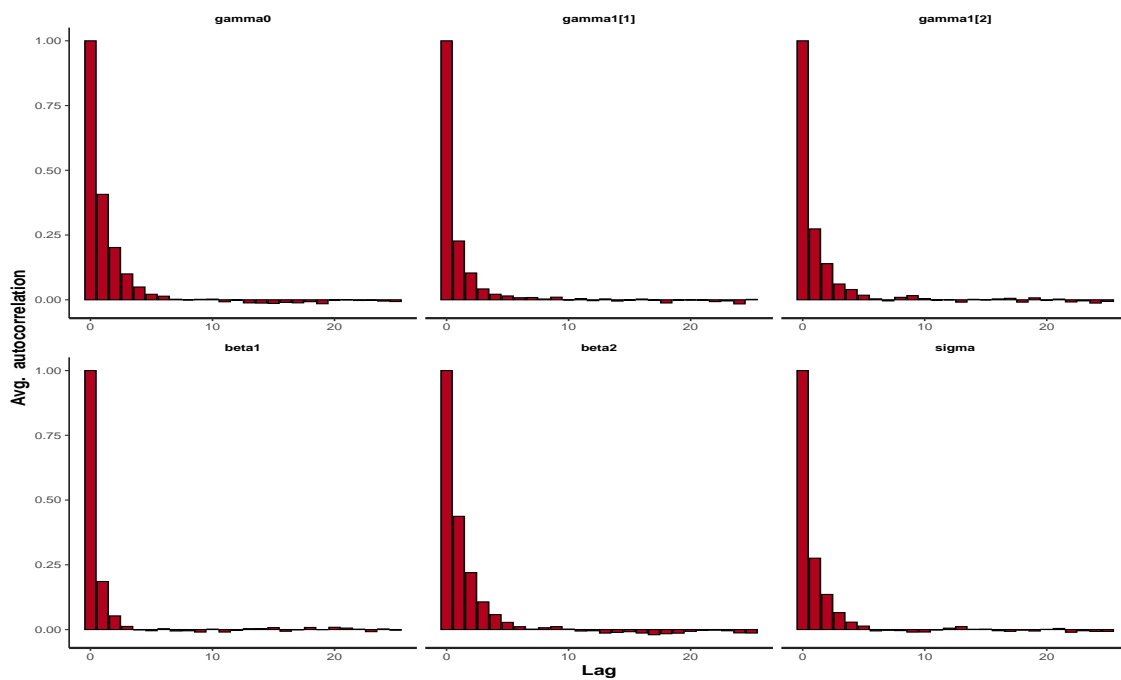 gamma0 gamma1[1] gamma1[2]
1.00
0.75
0.50
0.25
0.00
0 10 20 0 10 20 0 10 20
beta1 beta2 sigma
1.00
0.75
0.50
0.25
0.00
0 10 20 0 10 20 0 10 20
Avg. autocorrelation
Lag